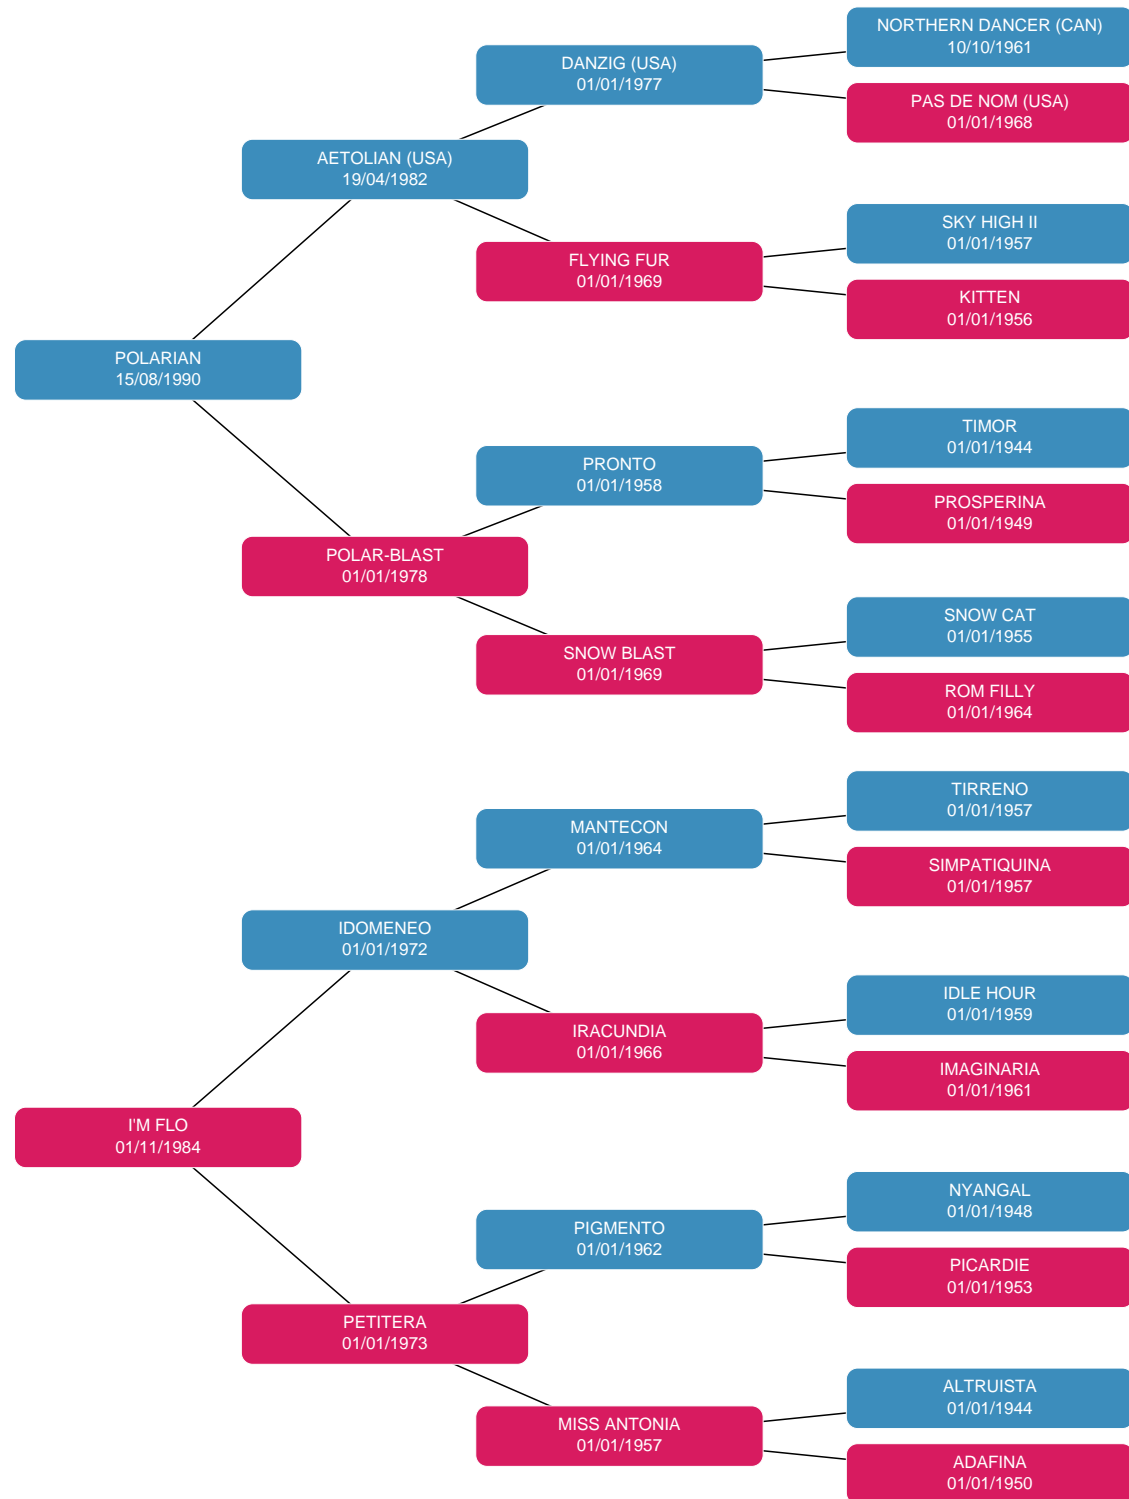 NORTHERN DANCER (CAN)
10/10/1961
DANZIG (USA)
01/01/1977
PAS DE NOM (USA)
01/01/1968
AETOLIAN (USA)
19/04/1982
SKY HIGH II
01/01/1957
FLYING FUR
01/01/1969
KITTEN
01/01/1956
POLARIAN
15/08/1990
TIMOR
01/01/1944
PRONTO
01/01/1958
PROSPERINA
01/01/1949
POLAR-BLAST
01/01/1978
SNOW CAT
01/01/1955
SNOW BLAST
01/01/1969
ROM FILLY
01/01/1964
TIRRENO
01/01/1957
MANTECON
01/01/1964
SIMPATIQUINA
01/01/1957
IDOMENEO
01/01/1972
IDLE HOUR
01/01/1959
IRACUNDIA
01/01/1966
IMAGINARIA
01/01/1961
I'M FLO
01/11/1984
NYANGAL
01/01/1948
PIGMENTO
01/01/1962
PICARDIE
01/01/1953
PETITERA
01/01/1973
ALTRUISTA
01/01/1944
MISS ANTONIA
01/01/1957
ADAFINA
01/01/1950